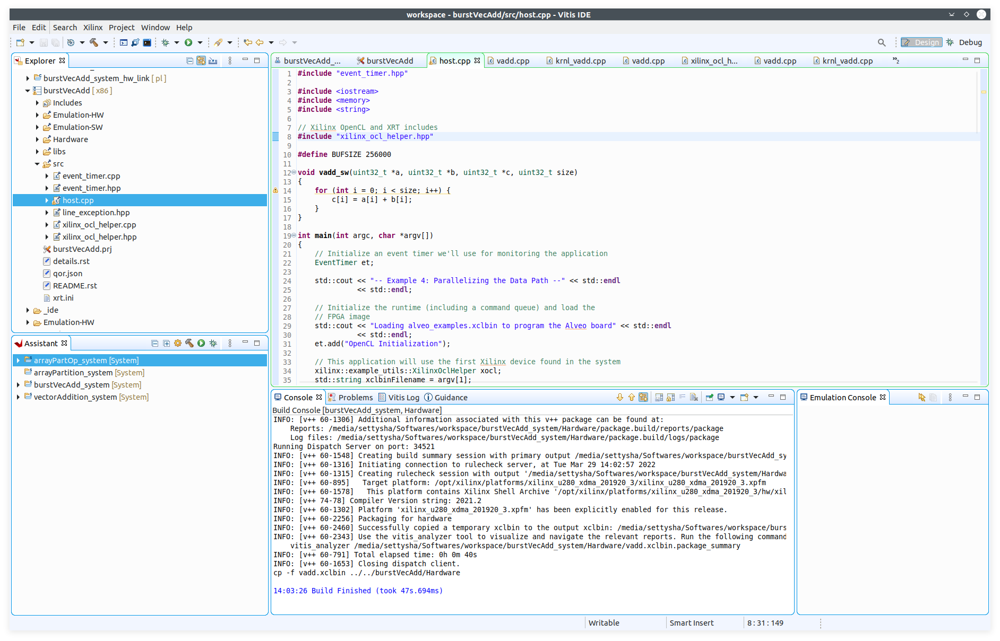 workspace - burstVecAdd/src/host.cpp - Vitis IDE
File Edit Search Xilinx Project Window Help
Design Debug
Explorer
burstVecAdd_system_hw_link [ pl ]
burstVecAdd [ x86 ]
Includes
Emulation-HW
Emulation-SW
Hardware
libs
src
event_timer.cpp
event_timer.hpp
host.cpp
line_exception.hpp
xilinx_ocl_helper.cpp
xilinx_ocl_helper.hpp
burstVecAdd.prj
details.rst
qor.json
README.rst
xrt.ini
_ide
Emulation-HW
Assistant
arrayPartOp_system [System]
arrayPartition_system [System]
burstVecAdd_system [System]
vectorAddition_system [System]
burstVecAdd_... burstVecAdd host.cpp vadd.cpp krnl_vadd.cpp vadd.cpp xilinx_ocl_h... vadd.cpp krnl_vadd.cpp »2
1 #include "event_timer.hpp"
2
3 #include <iostream>
4 #include <memory>
5 #include <string>
6
7 // Xilinx OpenCL and XRT includes
8 #include "xilinx_ocl_helper.hpp"
9
10 #define BUFSIZE 256000
11
12 void vadd_sw(uint32_t *a, uint32_t *b, uint32_t *c, uint32_t size)
13 {
14 for (int i = 0; i < size; i++) {
15 c[i] = a[i] + b[i];
16 }
17 }
18
19 int main(int argc, char *argv[])
20 {
21 // Initialize an event timer we'll use for monitoring the application
22 EventTimer et;
23
24 std::cout << "-- Example 4: Parallelizing the Data Path --" << std::endl
25 << std::endl;
26
27 // Initialize the runtime (including a command queue) and load the
28 // FPGA image
29 std::cout << "Loading alveo_examples.xclbin to program the Alveo board" << std::endl
30 << std::endl;
31 et.add("OpenCL Initialization");
32
33 // This application will use the first Xilinx device found in the system
34 xilinx::example_utils::XilinxOclHelper xocl;
35 std::string xclbinFilename = argv[1];
Console Problems Vitis Log Guidance
Build Console [burstVecAdd_system, Hardware]
INFO: [v++ 60-1306] Additional information associated with this v++ package can be found at:
Reports: /media/settysha/Softwares/workspace/burstVecAdd_system/Hardware/package.build/reports/package
Log files: /media/settysha/Softwares/workspace/burstVecAdd_system/Hardware/package.build/logs/package
Running Dispatch Server on port: 34521
INFO: [v++ 60-1548] Creating build summary session with primary output /media/settysha/Softwares/workspace/burstVecAdd_sy
INFO: [v++ 60-1316] Initiating connection to rulecheck server, at Tue Mar 29 14:02:57 2022
INFO: [v++ 60-1315] Creating rulecheck session with output '/media/settysha/Softwares/workspace/burstVecAdd_system/Hardwa
INFO: [v++ 60-895] Target platform: /opt/xilinx/platforms/xilinx_u280_xdma_201920_3/xilinx_u280_xdma_201920_3.xpfm
INFO: [v++ 60-1578] This platform contains Xilinx Shell Archive '/opt/xilinx/platforms/xilinx_u280_xdma_201920_3/hw/xil
INFO: [v++ 74-78] Compiler Version string: 2021.2
INFO: [v++ 60-1302] Platform 'xilinx_u280_xdma_201920_3.xpfm' has been explicitly enabled for this release.
INFO: [v++ 60-2256] Packaging for hardware
INFO: [v++ 60-2460] Successfully copied a temporary xclbin to the output xclbin: /media/settysha/Softwares/workspace/burs
INFO: [v++ 60-2343] Use the vitis_analyzer tool to visualize and navigate the relevant reports. Run the following command
vitis_analyzer /media/settysha/Softwares/workspace/burstVecAdd_system/Hardware/vadd.xclbin.package_summary
INFO: [v++ 60-791] Total elapsed time: 0h 0m 40s
INFO: [v++ 60-1653] Closing dispatch client.
cp -f vadd.xclbin ../../burstVecAdd/Hardware
14:03:26 Build Finished (took 47s.694ms)
Emulation Console
Writable Smart Insert 8 : 31 : 149